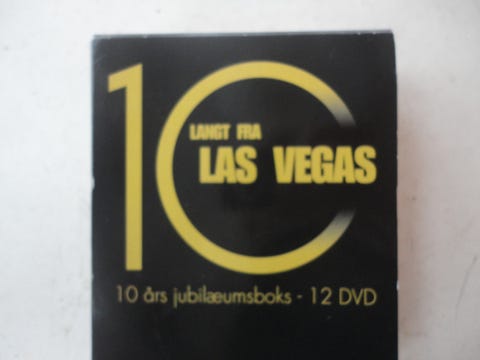 10
LANGT FRA
LAS VEGAS
10 års jubilæumsboks - 12 DVD